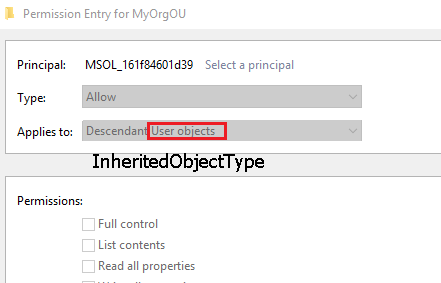 Permission Entry for MyOrgOU
Principal: MSOL_161f84601d39 Select a principal
Type: Allow
Applies to: Descendant User objects
InheritedObjectType
Permissions:
Full control
List contents
Read all properties